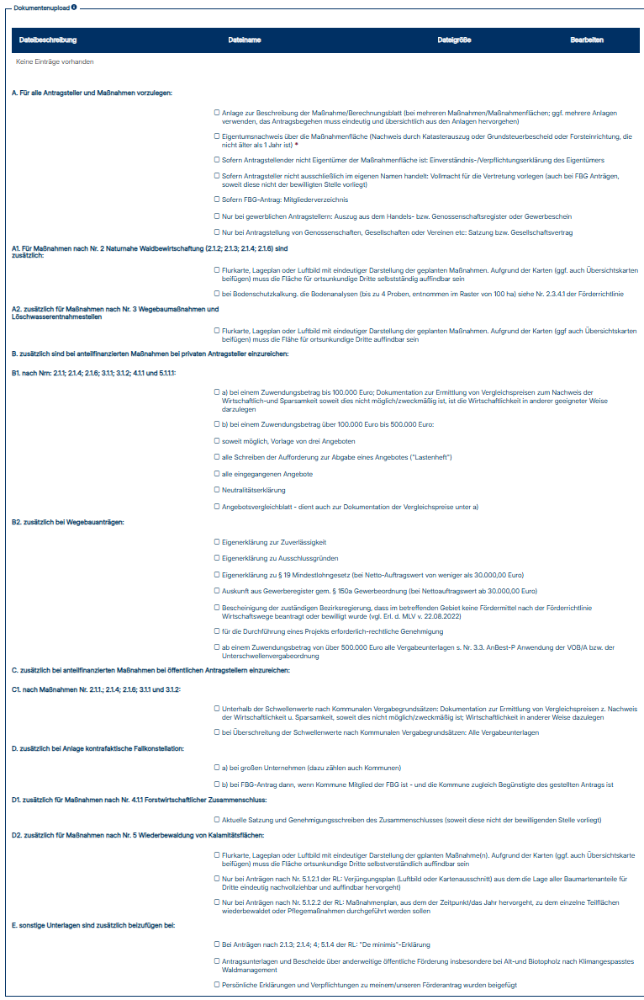 Dokumentenupload
Dateibeschreibung Dateiname Dateigröße Bearbeiten
Keine Einträge vorhanden
A. Für alle Antragsteller und Maßnahmen vorzulegen:
Anlage zur Beschreibung der Maßnahme/Berechnungsblatt (bei mehreren Maßnahmen/Maßnahmenflächen; ggf. mehrere Anlagen
verwenden, das Antragsbegehen muss eindeutig und übersichtlich aus den Anlagen hervorgehen)
Eigentumsnachweis über die Maßnahmenfläche (Nachweis durch Katasterauszug oder Grundsteuerbescheid oder Forsteinrichtung, die
nicht älter als 1 Jahr ist) *
Sofern Antragstellender nicht Eigentümer der Maßnahmenfläche ist: Einverständnis-/Verpflichtungserklärung des Eigentümers
Sofern Antragsteller nicht ausschließlich im eigenen Namen handelt: Vollmacht für die Vertretung vorlegen (auch bei FBG Anträgen,
soweit diese nicht der bewilligten Stelle vorliegt)
Sofern FBG-Antrag: Mitgliederverzeichnis
Nur bei gewerblichen Antragstellern: Auszug aus dem Handels- bzw. Genossenschaftsregister oder Gewerbeschein
Nur bei Antragstellung von Genossenschaften, Gesellschaften oder Vereinen etc: Satzung bzw. Gesellschaftsvertrag
A1. Für Maßnahmen nach Nr. 2 Naturnahe Waldbewirtschaftung (2.1.2; 2.1.3; 2.1.4; 2.1.6) sind
zusätzlich:
Flurkarte, Lageplan oder Luftbild mit eindeutiger Darstellung der geplanten Maßnahmen. Aufgrund der Karten (ggf. auch Übersichtskarten
beifügen) muss die Fläche für ortsunkundige Dritte selbstständig auffindbar sein
bei Bodenschutzkalkung. die Bodenanalysen (bis zu 4 Proben, entnommen im Raster von 100 ha) siehe Nr. 2.3.4.1 der Förderrichtlinie
A2. zusätzlich für Maßnahmen nach Nr. 3 Wegebaumaßnahmen und
Löschwasserentnahmestellen
Flurkarte, Lageplan oder Luftbild mit eindeutiger Darstellung der geplanten Maßnahmen. Aufgrund der Karten (ggf auch Übersichtskarten
beifügen) muss die Flähe für ortsunkundige Dritte auffindbar sein
B. zusätzlich sind bei anteilfinanzierten Maßnahmen bei privaten Antragsteller einzureichen:
B1. nach Nrn: 2.1.1; 2.1.4; 2.1.6; 3.1.1; 3.1.2; 4.1.1 und 5.1.1.1:
a) bei einem Zuwendungsbetrag bis 100.000 Euro; Dokumentation zur Ermittlung von Vergleichspreisen zum Nachweis der
Wirtschaftlich-und Sparsamkeit soweit dies nicht möglich/zweckmäßig ist, ist die Wirtschaftlichkeit in anderer geeigneter Weise
darzulegen
b) bei einem Zuwendungsbetrag über 100.000 Euro bis 500.000 Euro:
soweit möglich, Vorlage von drei Angeboten
alle Schreiben der Aufforderung zur Abgabe eines Angebotes ("Lastenheft")
alle eingegangenen Angebote
Neutralitätserklärung
Angebotsvergleichblatt - dient auch zur Dokumentation der Vergleichspreise unter a)
B2. zusätzlich bei Wegebauanträgen:
Eigenerklärung zur Zuverlässigkeit
Eigenerklärung zu Ausschlussgründen
Eigenerklärung zu § 19 Mindestlohngesetz (bei Netto-Auftragswert von weniger als 30.000,00 Euro)
Auskunft aus Gewerberegister gem. § 150a Gewerbeordnung (bei Nettoauftragswert ab 30.000,00 Euro)
Bescheinigung der zuständigen Bezirksregierung, dass im betreffenden Gebiet keine Fördermittel nach der Förderrichtlinie
Wirtschaftswege beantragt oder bewilligt wurde (vgl. Erl. d. MLV v. 22.08.2022)
für die Durchführung eines Projekts erforderlich-rechtliche Genehmigung
ab einem Zuwendungsbetrag von über 500.000 Euro alle Vergabeunterlagen s. Nr. 3.3. AnBest-P Anwendung der VOB/A bzw. der
Unterschwellenvergabeordnung
C. zusätzlich bei anteilfinanzierten Maßnahmen bei öffentlichen Antragstellern einzureichen:
C1. nach Maßnahmen Nr. 2.1.1.; 2.1.4; 2.1.6; 3.1.1 und 3.1.2:
Unterhalb der Schwellenwerte nach Kommunalen Vergabegrundsätzen: Dokumentation zur Ermittlung von Vergleichspreisen z. Nachweis
der Wirtschaftlichkeit u. Sparsamkeit, soweit dies nicht möglich/zweckmäßig ist; Wirtschaftlichkeit in anderer Weise dazulegen
bei Überschreitung der Schwellenwerte nach Kommunalen Vergabegrundsätzen: Alle Vergabeunterlagen
D. zusätzlich bei Anlage kontrafaktische Fallkonstellation:
a) bei großen Unternehmen (dazu zählen auch Kommunen)
b) bei FBG-Antrag dann, wenn Kommune Mitglied der FBG ist - und die Kommune zugleich Begünstigte des gestellten Antrags ist
D1. zusätzlich für Maßnahmen nach Nr. 4.1.1 Forstwirtschaftlicher Zusammenschluss:
Aktuelle Satzung und Genehmigungsschreiben des Zusammenschlusses (soweit diese nicht der bewilligenden Stelle vorliegt)
D2. zusätzlich für Maßnahmen nach Nr. 5 Wiederbewaldung von Kalamitätsflächen:
Flurkarte, Lageplan oder Luftbild mit eindeutiger Darstellung der gplanten Maßnahme(n). Aufgrund der Karten (ggf. auch Übersichtskarte
beifügen) muss die Fläche ortsunkundige Dritte selbstverständlich auffindbar sein
Nur bei Anträgen nach Nr. 5.1.2.1 der RL: Verjüngungsplan (Luftbild oder Kartenausschnitt) aus dem die Lage aller Baumartenanteile für
Dritte eindeutig nachvollziehbar und auffindbar hervorgeht)
Nur bei Anträgen nach Nr. 5.1.2.2 der RL: Maßnahmenplan, aus dem der Zeitpunkt/das Jahr hervorgeht, zu dem einzelne Teilflächen
wiederbewaldet oder Pflegemaßnahmen durchgeführt werden sollen
E. sonstige Unterlagen sind zusätzlich beizufügen bei:
Bei Anträgen nach 2.1.3; 2.1.4; 4; 5.1.4 der RL: "De minimis"-Erklärung
Antragsunterlagen und Bescheide über anderweitige öffentliche Förderung insbesondere bei Alt-und Biotopholz nach Klimangespasstes
Waldmanagement
Persönliche Erklärungen und Verpflichtungen zu meinem/unseren Förderantrag wurden beigefügt